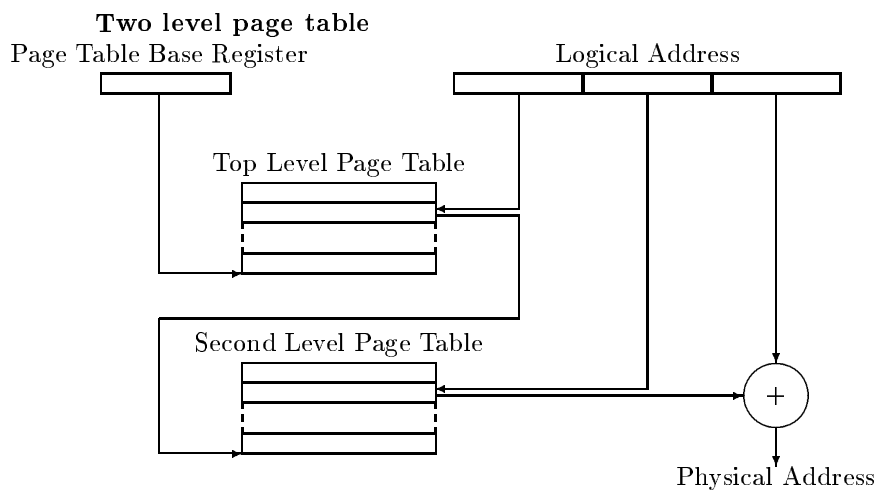 Two level page table
Page Table Base Register
Logical Address
Top Level Page Table
Second Level Page Table
+
Physical Address